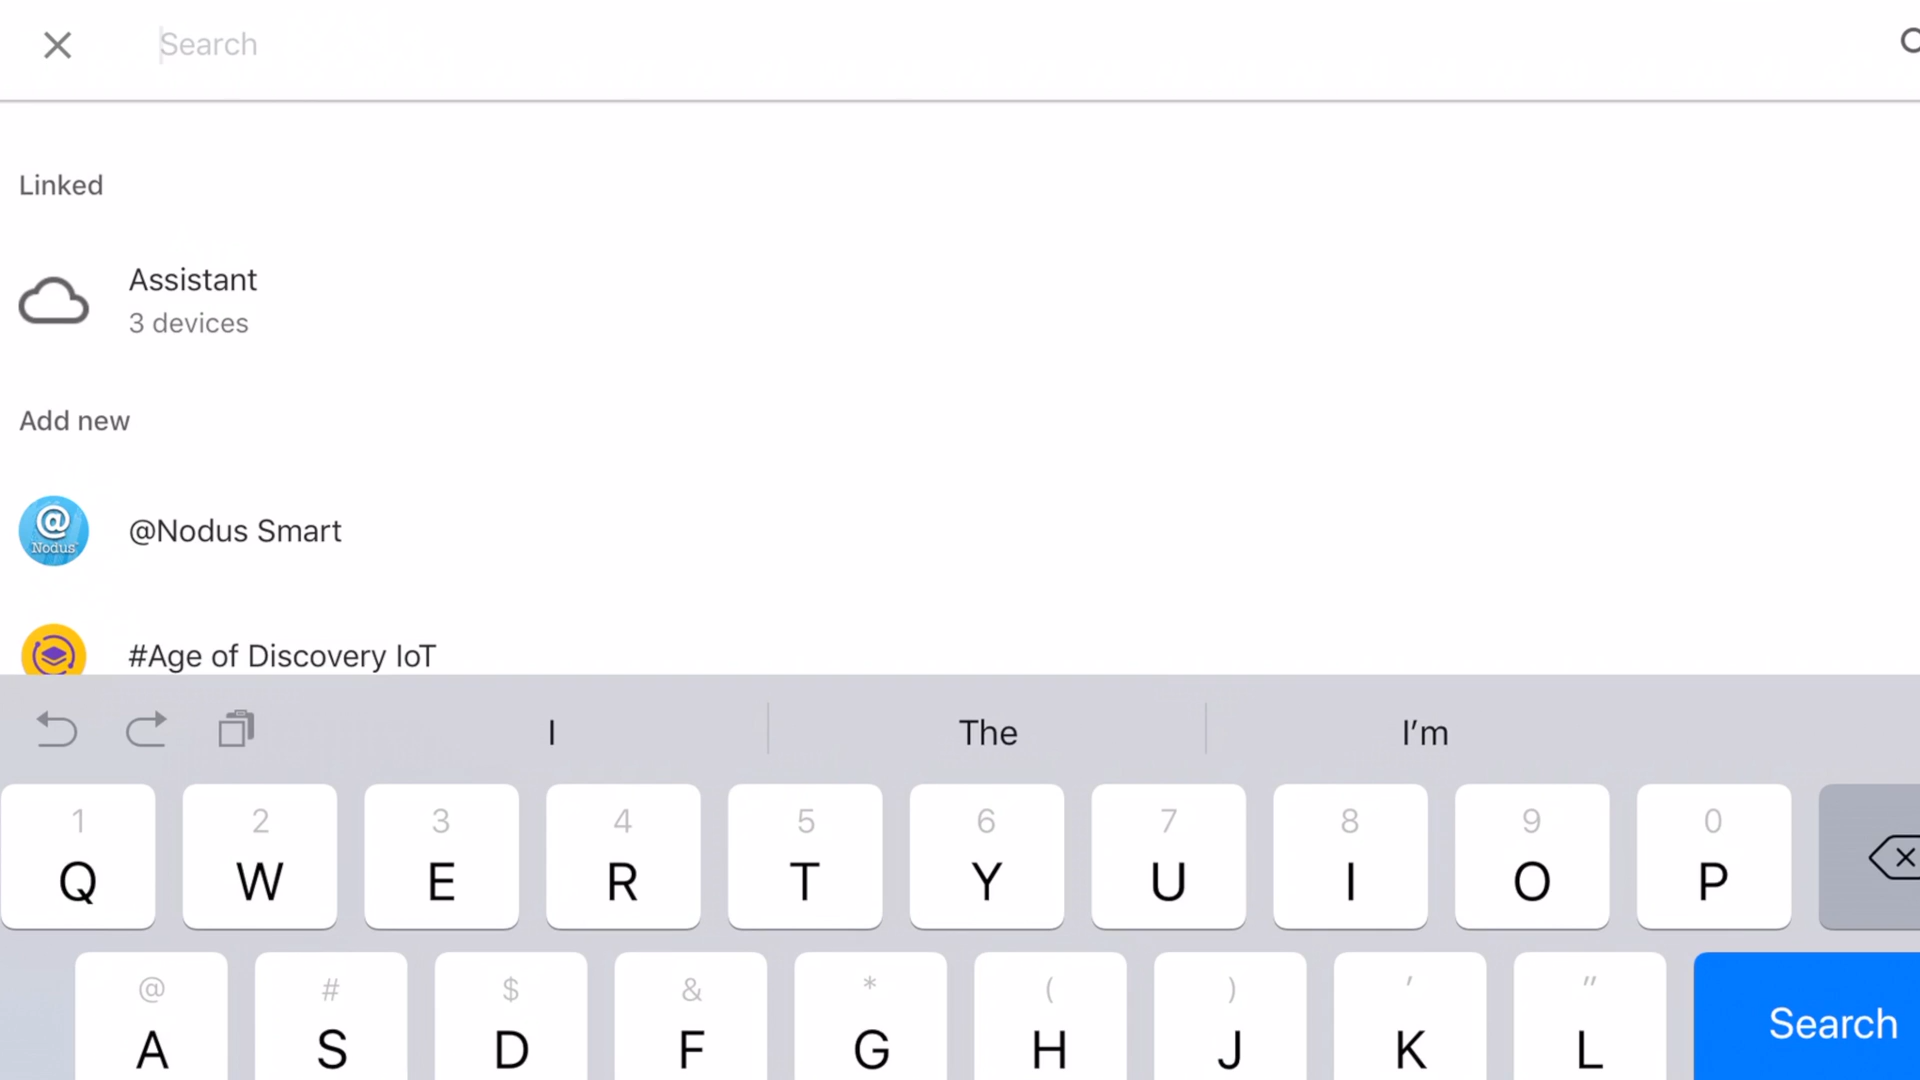 Search
Linked
Assistant
3 devices
Add new
@
Nodus
@Nodus Smart
#Age of Discovery IoT
I The I’m
1 2 3 4 5 6 7 8 9 0
Q W E R T Y U I O P
@ # $ & * ( ) ′ ″
A S D F G H J K L Search